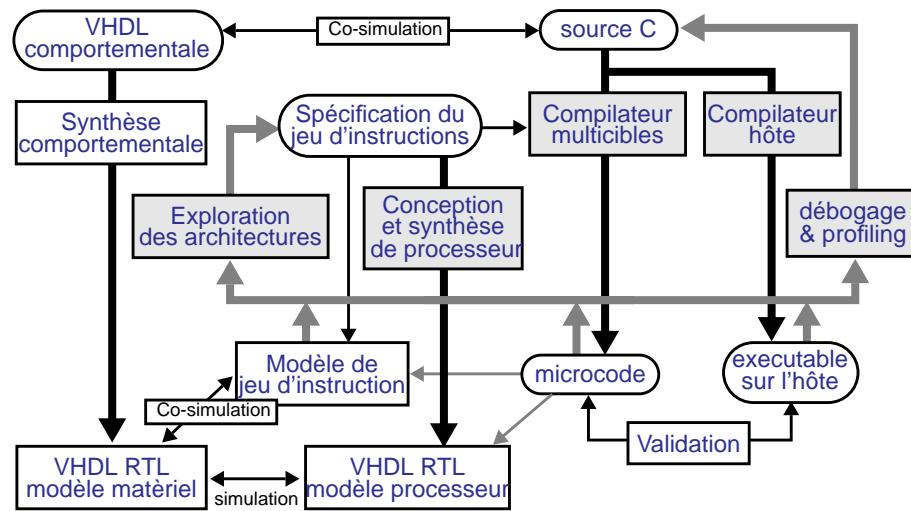 VHDL
comportementale
Co-simulation
source C
Synthèse
comportementale
Spécification du
jeu d'instructions
Compilateur
multicibles
Compilateur
hôte
Exploration
des architectures
Conception
et synthèse
de processeur
débogage
& profiling
Modèle de
jeu d'instruction
microcode
executable
sur l'hôte
Co-simulation
Validation
VHDL RTL
modèle matèriel
simulation
VHDL RTL
modèle processeur